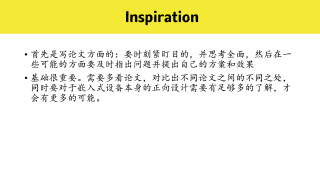 Inspiration
• 首先是写论文方面的：要时刻紧盯目的，并思考全面，然后在一
些可能的方面要及时指出问题并提出自己的方案和效果
• 基础很重要。需要多看论文，对比出不同论文之间的不同之处，
同时要对于嵌入式设备本身的正向设计需要有足够多的了解，才
会有更多的可能。